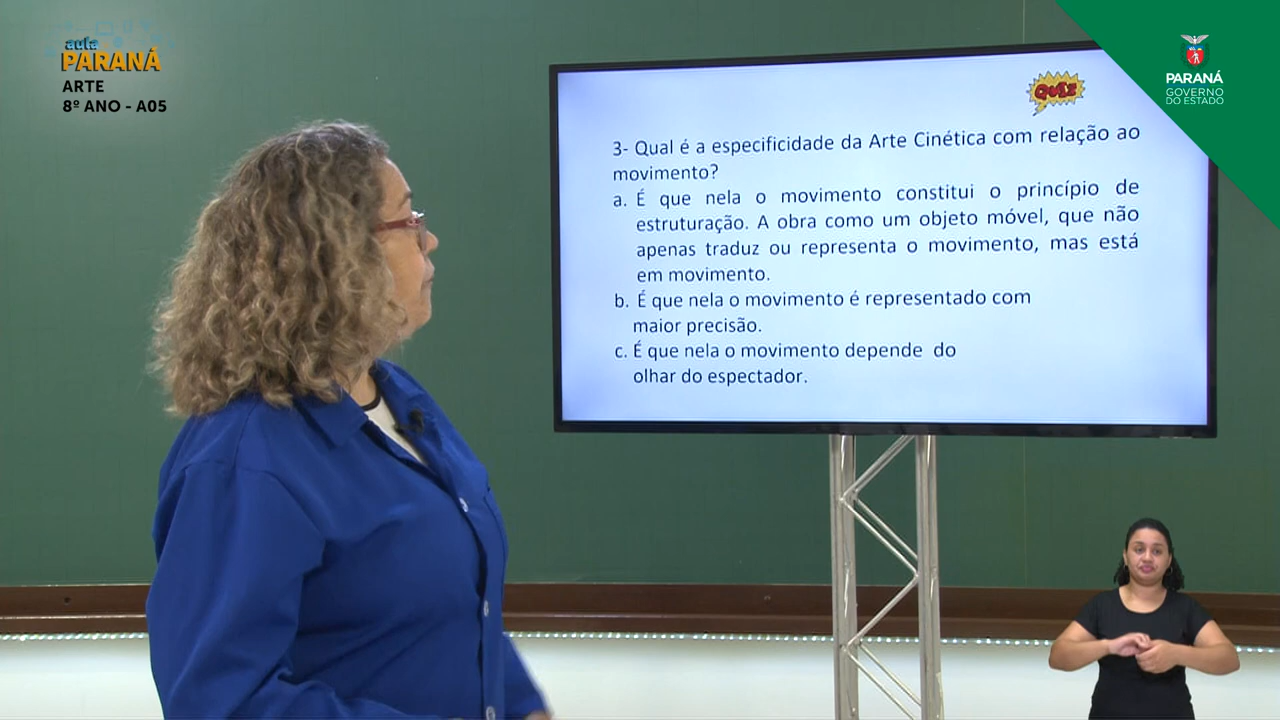 aula
PARANÁ
ARTE
8º ANO - A05
PARANÁ
GOVERNO
DO ESTADO
QUIZ
3- Qual é a especificidade da Arte Cinética com relação ao
movimento?
a. É que nela o movimento constitui o princípio de
estruturação. A obra como um objeto móvel, que não
apenas traduz ou representa o movimento, mas está
em movimento.
b. É que nela o movimento é representado com
maior precisão.
c. É que nela o movimento depende do
olhar do espectador.